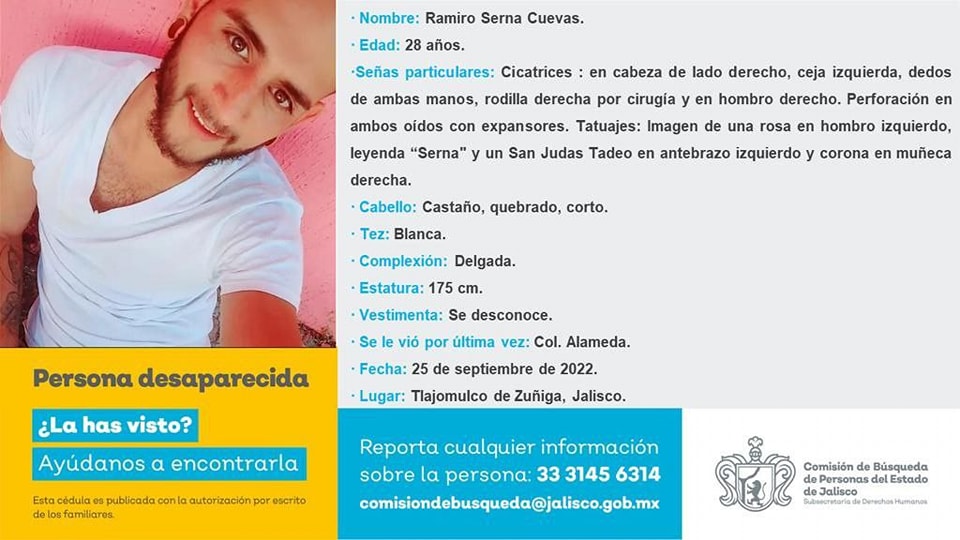 · Nombre: Ramiro Serna Cuevas.
· Edad: 28 años.
·Señas particulares: Cicatrices : en cabeza de lado derecho, ceja izquierda, dedos
de ambas manos, rodilla derecha por cirugía y en hombro derecho. Perforación en
ambos oídos con expansores. Tatuajes: Imagen de una rosa en hombro izquierdo,
leyenda “Serna" y un San Judas Tadeo en antebrazo izquierdo y corona en muñeca
derecha.
· Cabello: Castaño, quebrado, corto.
· Tez: Blanca.
· Complexión: Delgada.
· Estatura: 175 cm.
· Vestimenta: Se desconoce.
· Se le vió por última vez: Col. Alameda.
· Fecha: 25 de septiembre de 2022.
· Lugar: Tlajomulco de Zuñiga, Jalisco.
Persona desaparecida
¿La has visto?
Ayúdanos a encontrarla
Esta cédula es publicada con la autorización por escrito
de los familiares.
Reporta cualquier información
sobre la persona: 33 3145 6314
comisiondebusqueda@jalisco.gob.mx
Comisión de Búsqueda
de Personas del Estado
de Jalisco
Subsecretaría de Derechos Humanos